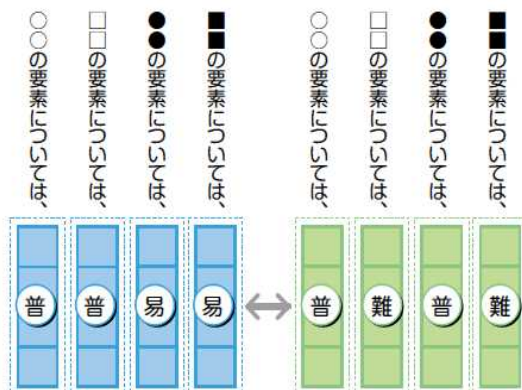 ■■の要素については、
●●の要素については、
□□の要素については、
○○の要素については、
■■の要素については、
●●の要素については、
□□の要素については、
○○の要素については、
難
普
難
普
易
易
普
普